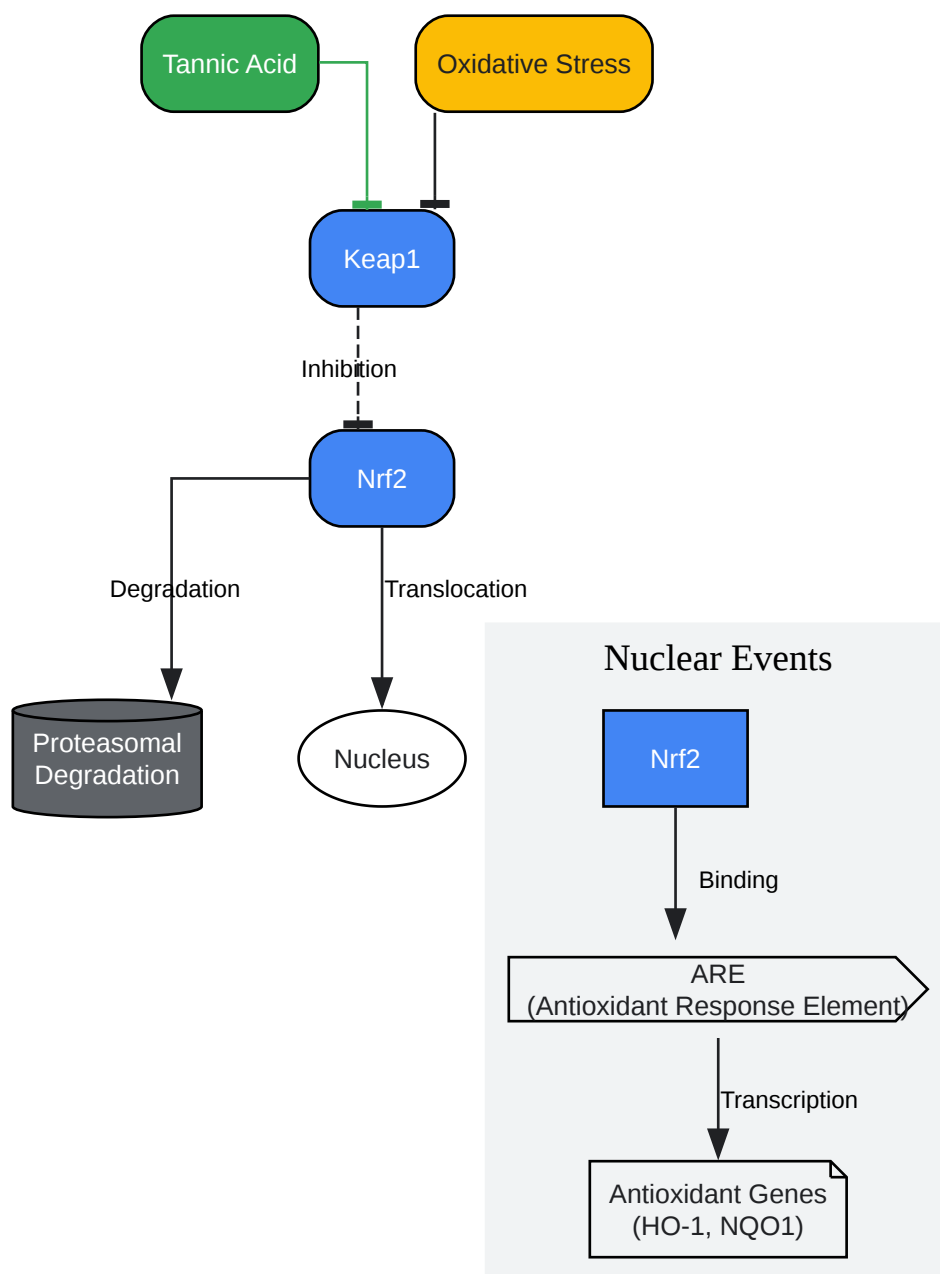 Tannic Acid
Oxidative Stress
Keap1
Inhibition
Nrf2
Degradation
Translocation
Proteasomal
Degradation
Nucleus
Nuclear Events
Nrf2
Binding
ARE
(Antioxidant Response Element)
Transcription
Antioxidant Genes
(HO-1, NQO1)